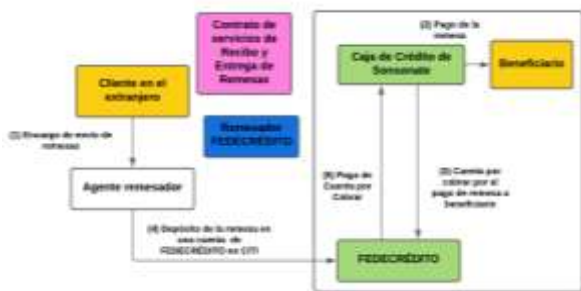 Contrato de
servicios de
Recibo y
Entrega de
Remesas
(2) Pago de la
remesa
Caja de Crédito de
Sonsonate
Beneficiario
Cliente en el
extranjero
(1) Encargo de envío de
remesas
Remesador
FEDECRÉDITO
Agente remesador
(5) Pago de
Cuenta por
Cobrar
(3) Cuenta por
cobrar por el
pago de remesa a
beneficiario
(4) Depósito de la remesa en
una cuenta de
FEDECRÉDITO en CITI
FEDECRÉDITO